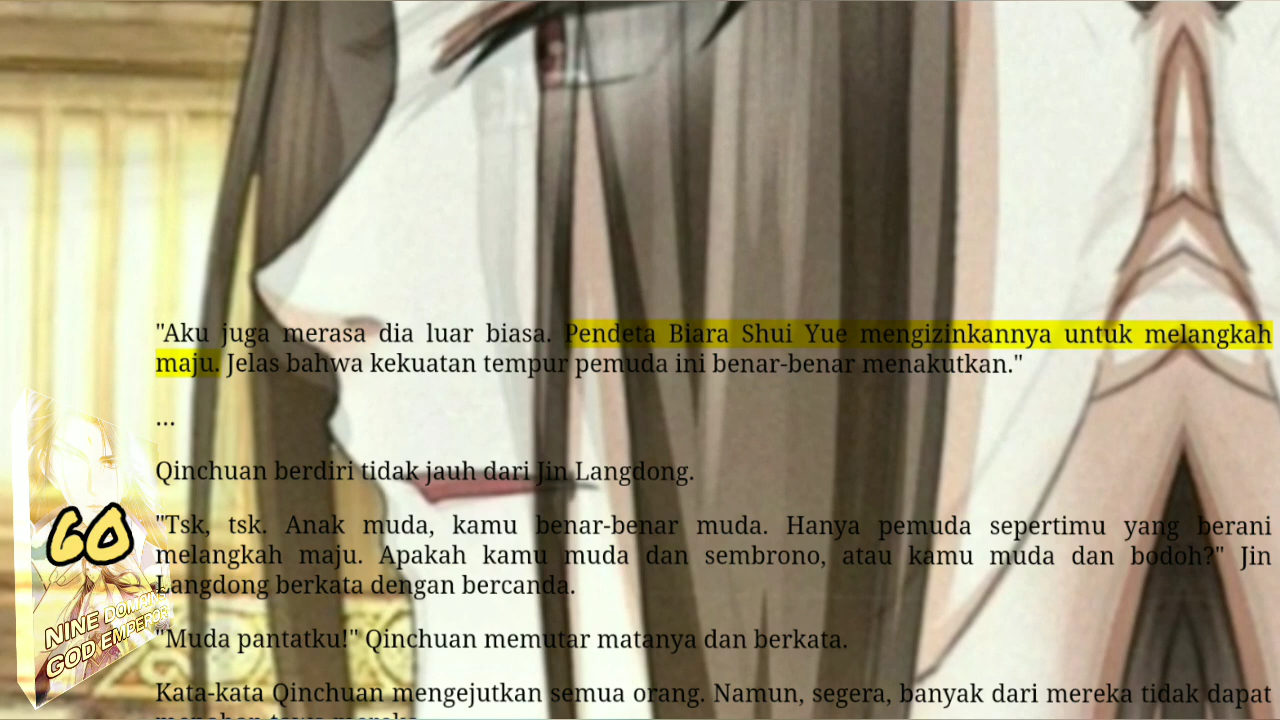 "Aku juga merasa dia luar biasa. Pendeta Biara Shui Yue mengizinkannya untuk melangkah
maju. Jelas bahwa kekuatan tempur pemuda ini benar-benar menakutkan."
...
Qinchuan berdiri tidak jauh dari Jin Langdong.
"Tsk, tsk. Anak muda, kamu benar-benar muda. Hanya pemuda sepertimu yang berani
melangkah maju. Apakah kamu muda dan sembrono, atau kamu muda dan bodoh?" Jin
Langdong berkata dengan bercanda.
"Muda pantatku!" Qinchuan memutar matanya dan berkata.
Kata-kata Qinchuan mengejutkan semua orang. Namun, segera, banyak dari mereka tidak dapat
60
NINE DOMAINS
GOD EMPEROR